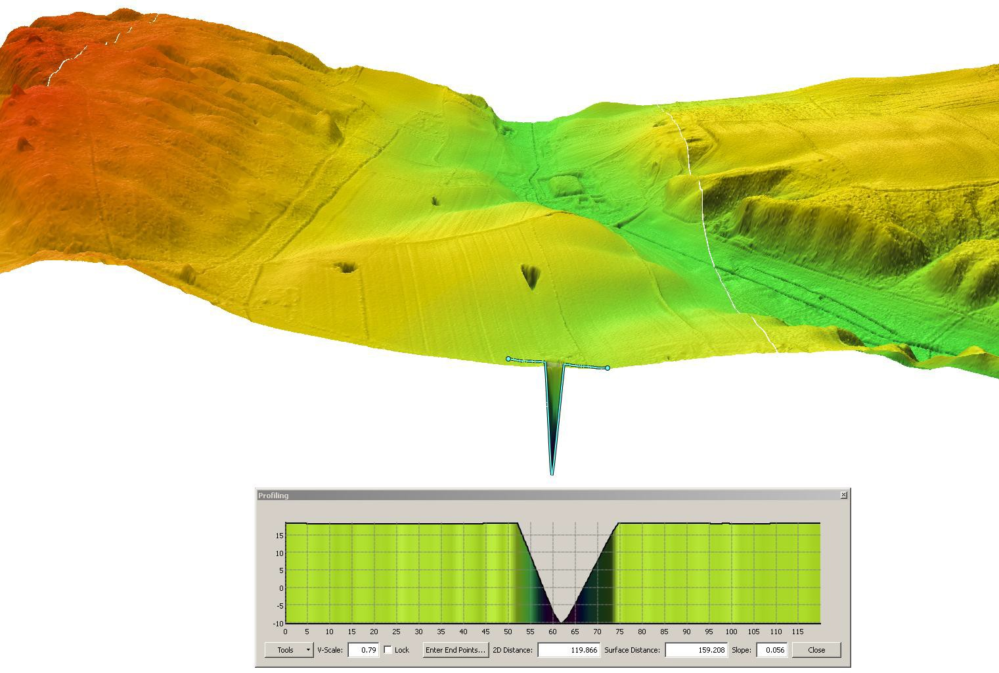 Profiling
15
10
5
0
-5
-10
0 5 10 15 20 25 30 35 40 45 50 55 60 65 70 75 80 85 90 95 100 105 110 115
Tools V-Scale: 0.79 Lock Enter End Points... 2D Distance: 119.866 Surface Distance: 159.208 Slope: 0.056 Close